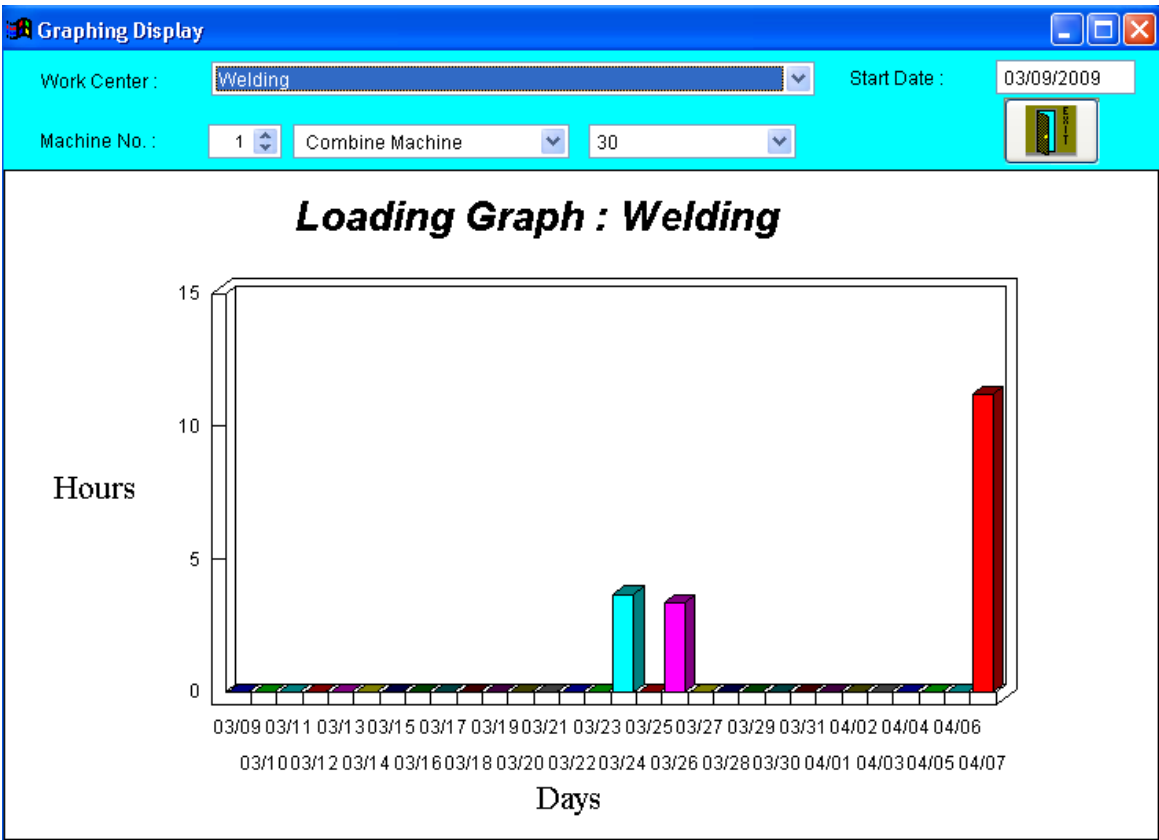 Graphing Display
Work Center : Welding Start Date : 03/09/2009
EXIT
Machine No. : 1 Combine Machine 30
Loading Graph : Welding
15
10
Hours
5
0
03/09 03/11 03/13 03/15 03/17 03/19 03/21 03/23 03/25 03/27 03/29 03/31 04/02 04/04 04/06
03/10 03/12 03/14 03/16 03/18 03/20 03/22 03/24 03/26 03/28 03/30 04/01 04/03 04/05 04/07
Days